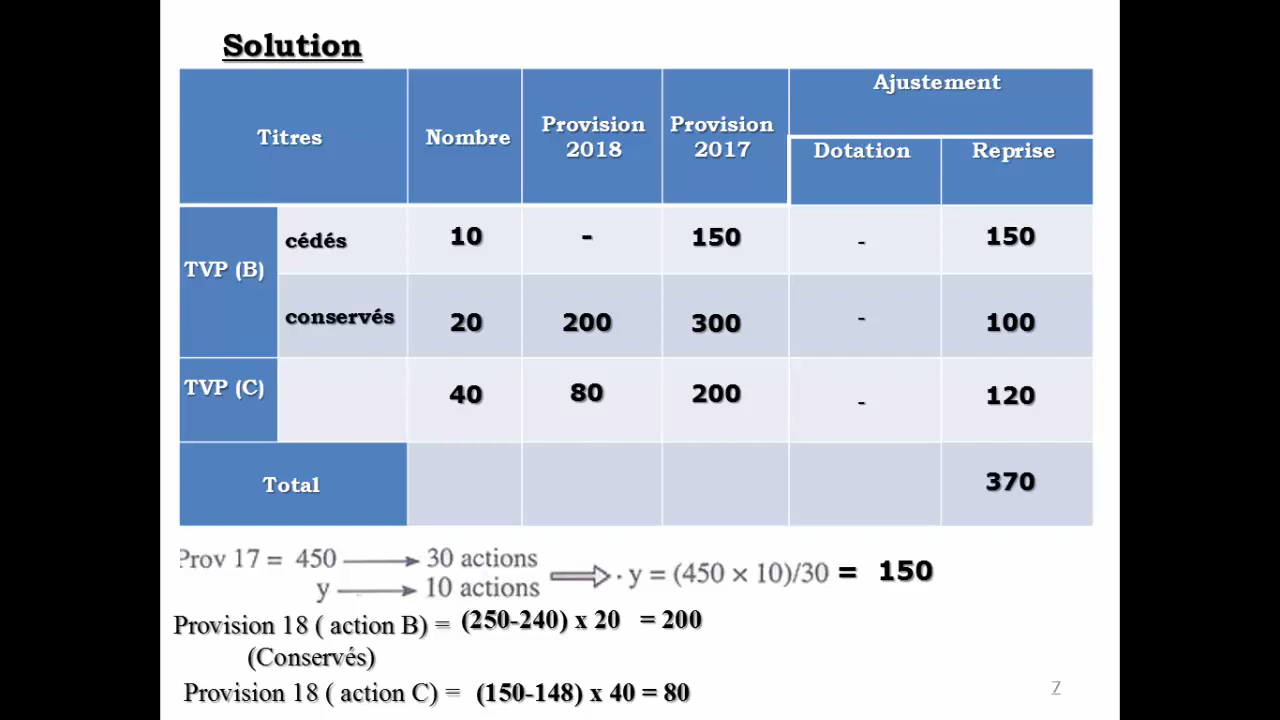 Solution
Titres Nombre Provision 2018 Provision 2017 Ajustement
Dotation Reprise
TVP (B) cédés 10 - 150 - 150
conservés 20 200 300 - 100
TVP (C) 40 80 200 - 120
Total 370
Prov 17 = 450 → 30 actions
y → 10 actions ⇒ · y = (450 × 10)/30 = 150
Provision 18 ( action B) = (250-240) x 20 = 200
(Conservés)
Provision 18 ( action C) = (150-148) x 40 = 80
7